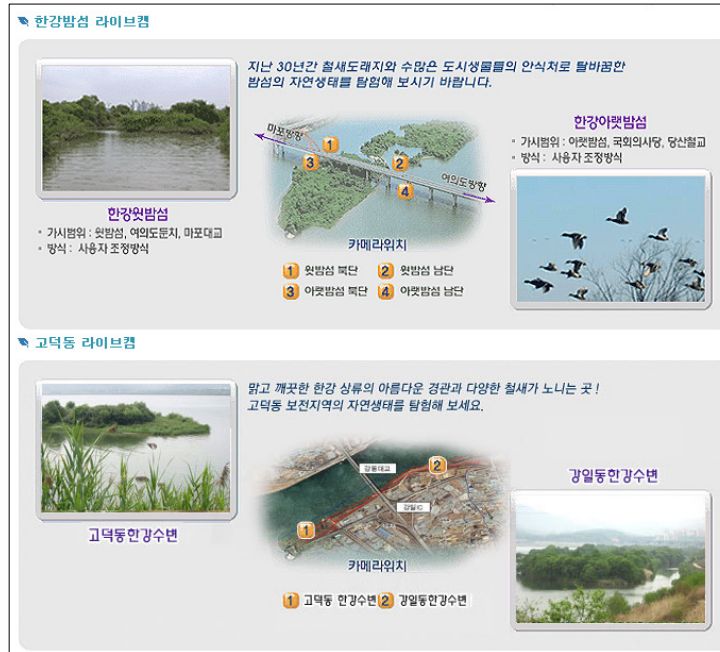 한강밤섬 라이브캠
지난 30년간 철새도래지와 수많은 도시생물들의 안식처로 탈바꿈한
밤섬의 자연생태를 탐험해 보시기 바랍니다.
한강윗밤섬
• 가시범위 : 윗밤섬, 여의도둔치, 마포대교
• 방식 : 사용자 조정방식
마포방향
1
3
2
4
여의도방향
카메라위치
1 윗밤섬 북단 2 윗밤섬 남단
3 아랫밤섬 북단 4 아랫밤섬 남단
한강아랫밤섬
• 가시범위 : 아랫밤섬, 국회의사당, 당산철교
• 방식 : 사용자 조정방식
고덕동 라이브캠
맑고 깨끗한 한강 상류의 아름다운 경관과 다양한 철새가 노니는 곳 !
고덕동 보전지역의 자연생태를 탐험해 보세요.
고덕동한강수변
강동대교
2
강일IC
1
카메라위치
1 고덕동 한강수변 2 강일동한강수변
강일동한강수변